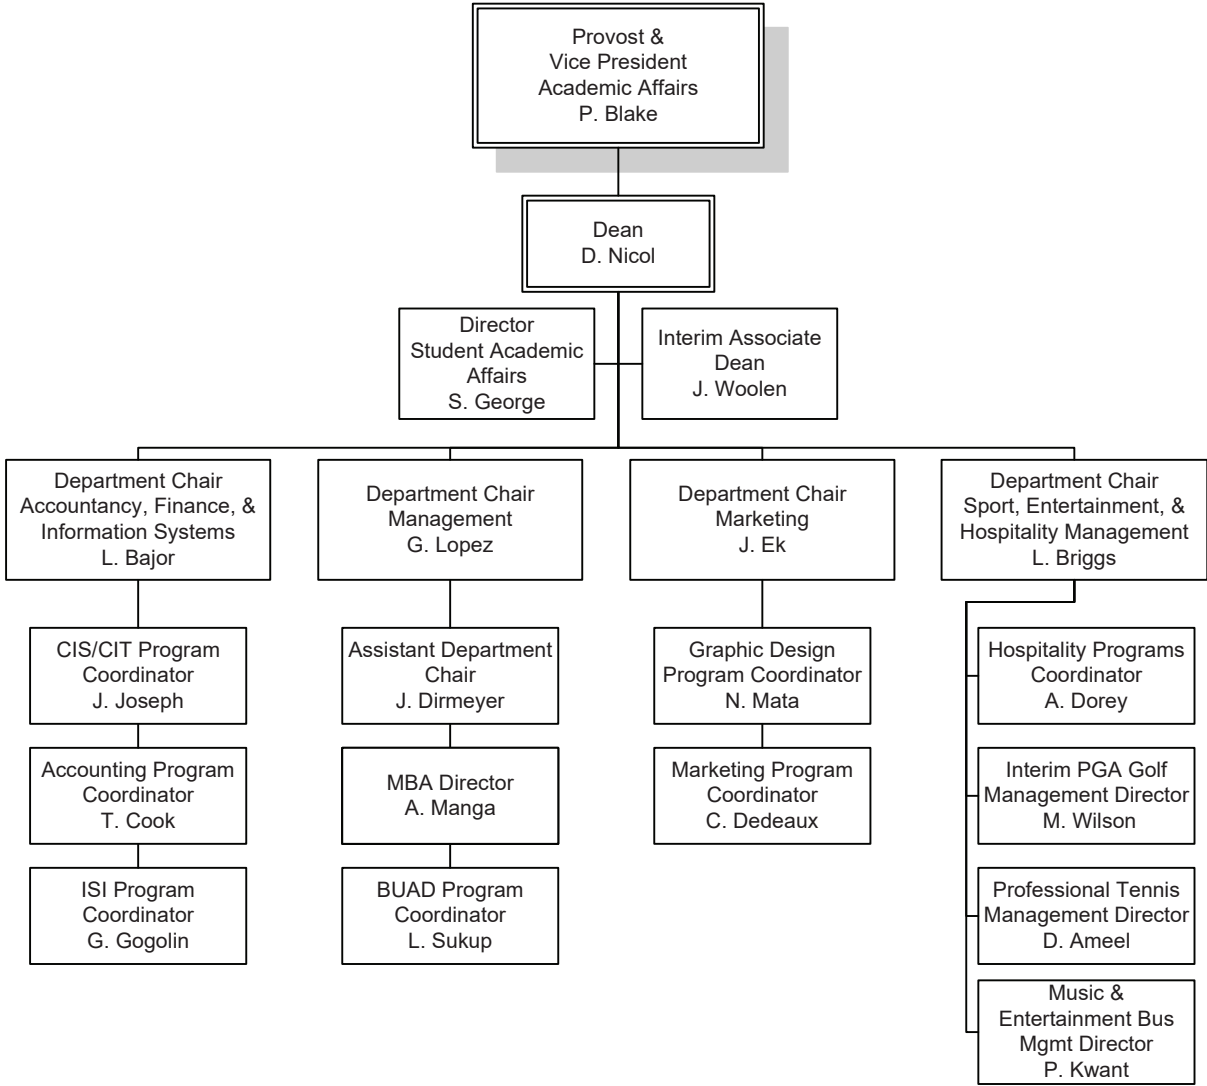 Provost &
Vice President
Academic Affairs
P. Blake
Dean
D. Nicol
Director
Student Academic
Affairs
S. George
Interim Associate
Dean
J. Woolen
Department Chair
Accountancy, Finance, &
Information Systems
L. Bajor
Department Chair
Management
G. Lopez
Department Chair
Marketing
J. Ek
Department Chair
Sport, Entertainment, &
Hospitality Management
L. Briggs
CIS/CIT Program
Coordinator
J. Joseph
Assistant Department
Chair
J. Dirmeyer
Graphic Design
Program Coordinator
N. Mata
Hospitality Programs
Coordinator
A. Dorey
Accounting Program
Coordinator
T. Cook
MBA Director
A. Manga
Marketing Program
Coordinator
C. Dedeaux
Interim PGA Golf
Management Director
M. Wilson
ISI Program
Coordinator
G. Gogolin
BUAD Program
Coordinator
L. Sukup
Professional Tennis
Management Director
D. Ameel
Music &
Entertainment Bus
Mgmt Director
P. Kwant